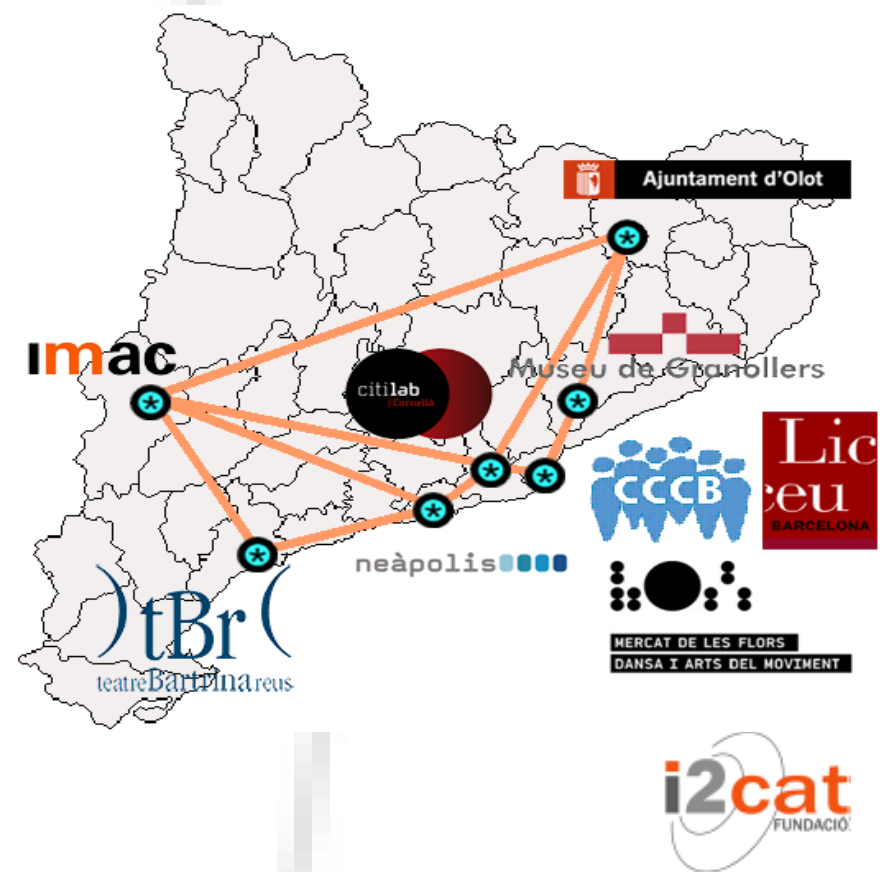 Ajuntament d'Olot
ımac
citilab
Cornellà
Museu de Granollers
CCCB
Lic
ceu
BARCELONA
neàpolis
)tBr(
teatreBartrinareus
MERCAT DE LES FLORS
DANSA I ARTS DEL MOVIMENT
i2cat
FUNDACIÓ